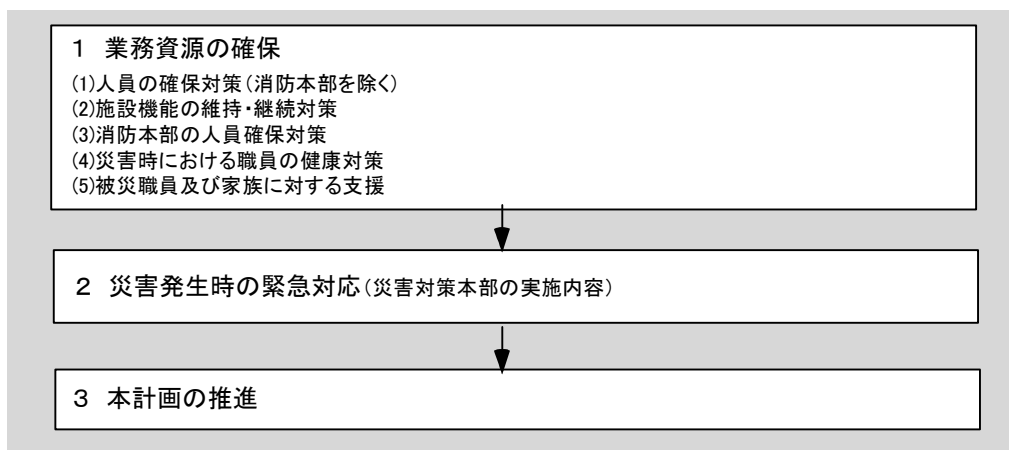 １ 業務資源の確保
(1)人員の確保対策（消防本部を除く）
(2)施設機能の維持・継続対策
(3)消防本部の人員確保対策
(4)災害時における職員の健康対策
(5)被災職員及び家族に対する支援
２ 災害発生時の緊急対応（災害対策本部の実施内容）
３ 本計画の推進